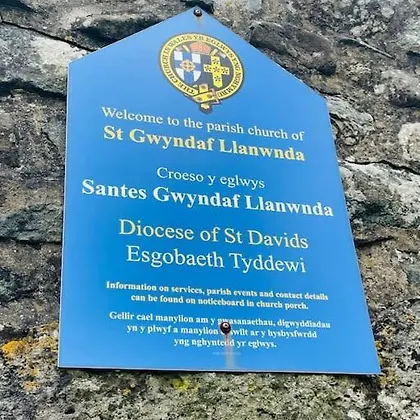 Welcome to the parish church of
St Gwyndaf Llanwnda
Croeso y eglwys
Santes Gwyndaf Llanwnda
Diocese of St Davids
Esgobaeth Tyddewi
Information on services, parish events and contact details
can be found on noticeboard in church porch.
Gellir cael manylion am y gwasanaethau, digwyddiadau
yn y plwyf a manylion ar hysbysfwrdd
yng nghyntedd yr eglwys.